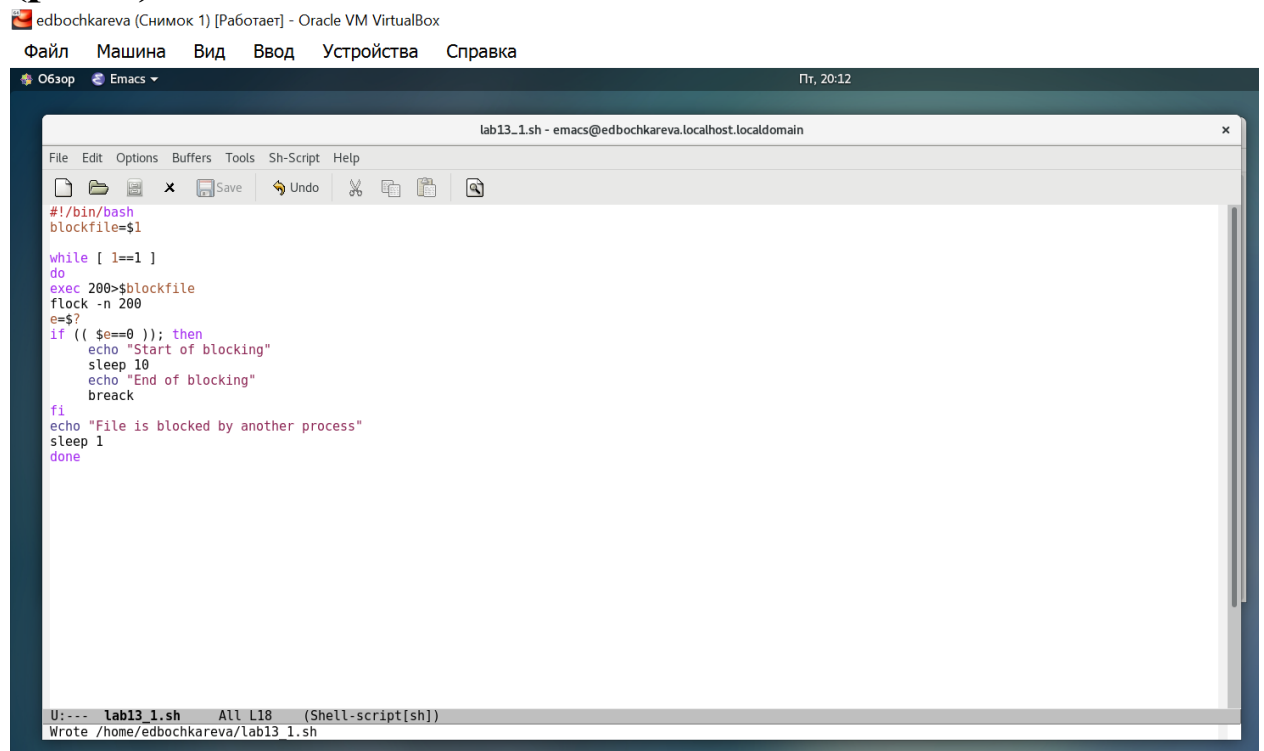 edbochkareva (Снимок 1) [Работает] - Oracle VM VirtualBox
Файл Машина Вид Ввод Устройства Справка
Обзор Emacs Пт, 20:12
lab13_1.sh - emacs@edbochkareva.localhost.localdomain
File Edit Options Buffers Tools Sh-Script Help
Save Undo
#!/bin/bash
blockfile=$1
while [ 1==1 ]
do
exec 200>$blockfile
flock -n 200
e=$?
if (( $e==0 )); then
echo "Start of blocking"
sleep 10
echo "End of blocking"
breack
fi
echo "File is blocked by another process"
sleep 1
done
U:--- lab13_1.sh All L18 (Shell-script[sh])
Wrote /home/edbochkareva/lab13_1.sh